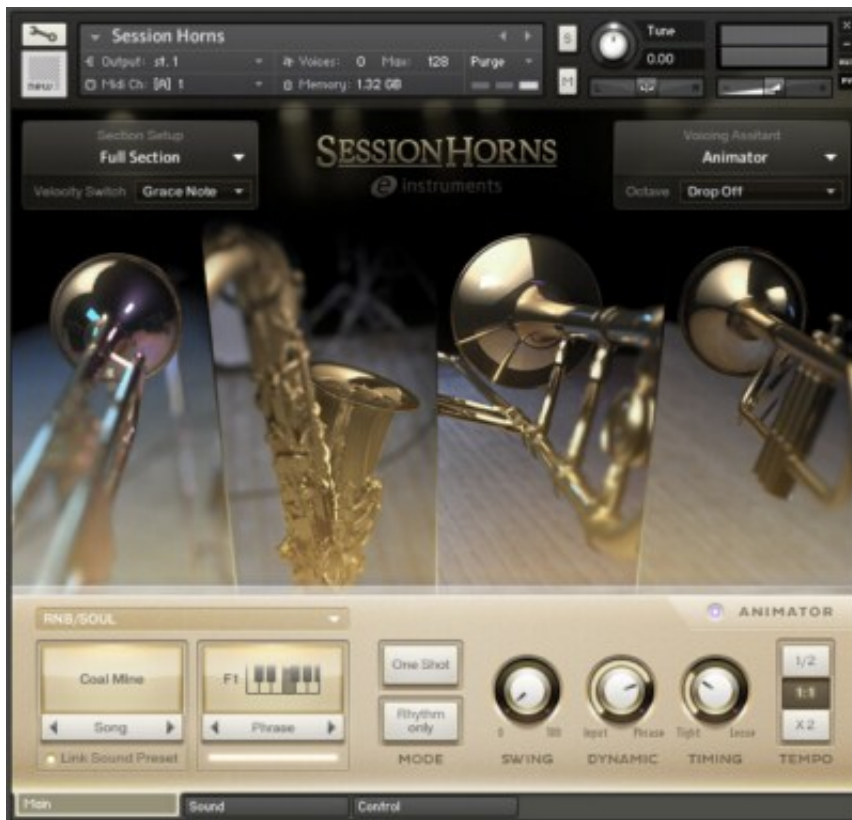 Session Horns
Output: st. 1
Voices: 0 Max: 128 Purge
Midi Ch: [A] 1
Memory: 1.32 GB
new
S
M
Tune
0.00
L R
Section Setup
Full Section
Velocity Switch Grace Note
SESSIONHORNS
e instruments
Voicing Assitant
Animator
Octave Drop Off
RNB/SOUL
ANIMATOR
Coal Mine
Song
Link Sound Preset
F1
Phrase
One Shot
Rhythm
only
MODE
0 100
SWING
Input Phrase
DYNAMIC
Tight Loose
TIMING
1/2
1:1
X2
TEMPO
Main Sound Control